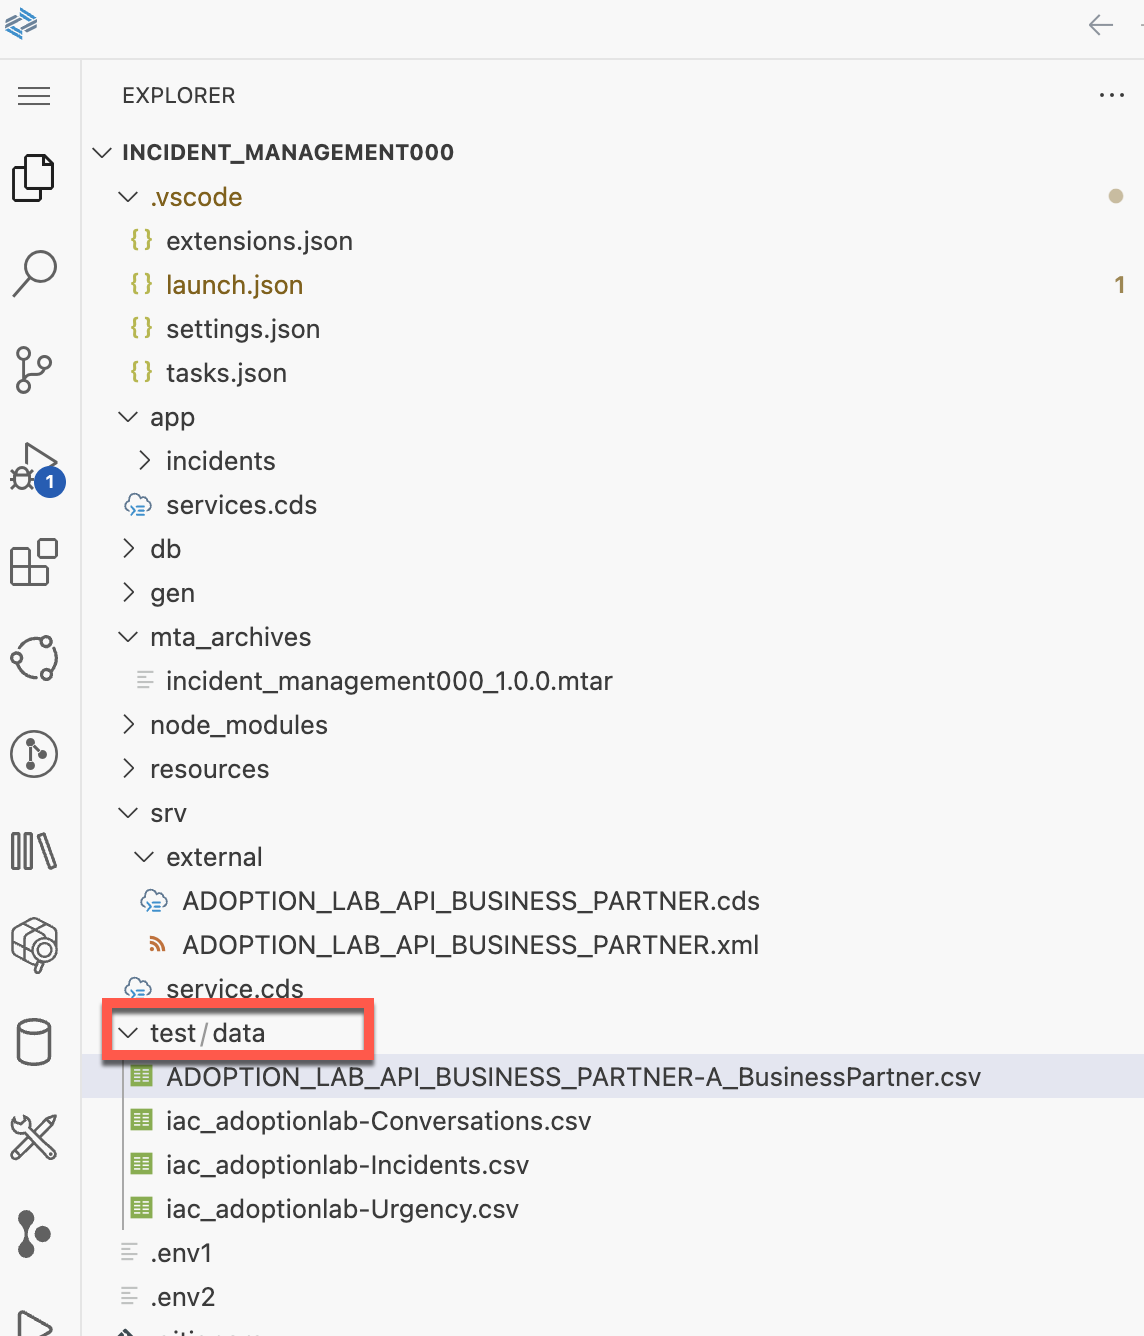 EXPLORER
INCIDENT_MANAGEMENT000
.vscode
extensions.json
launch.json 1
settings.json
tasks.json
app
incidents
1
services.cds
db
gen
mta_archives
incident_management000_1.0.0.mtar
node_modules
resources
srv
external
ADOPTION_LAB_API_BUSINESS_PARTNER.cds
ADOPTION_LAB_API_BUSINESS_PARTNER.xml
service.cds
test/data
ADOPTION_LAB_API_BUSINESS_PARTNER-A_BusinessPartner.csv
iac_adoptionlab-Conversations.csv
iac_adoptionlab-Incidents.csv
iac_adoptionlab-Urgency.csv
.env1
.env2